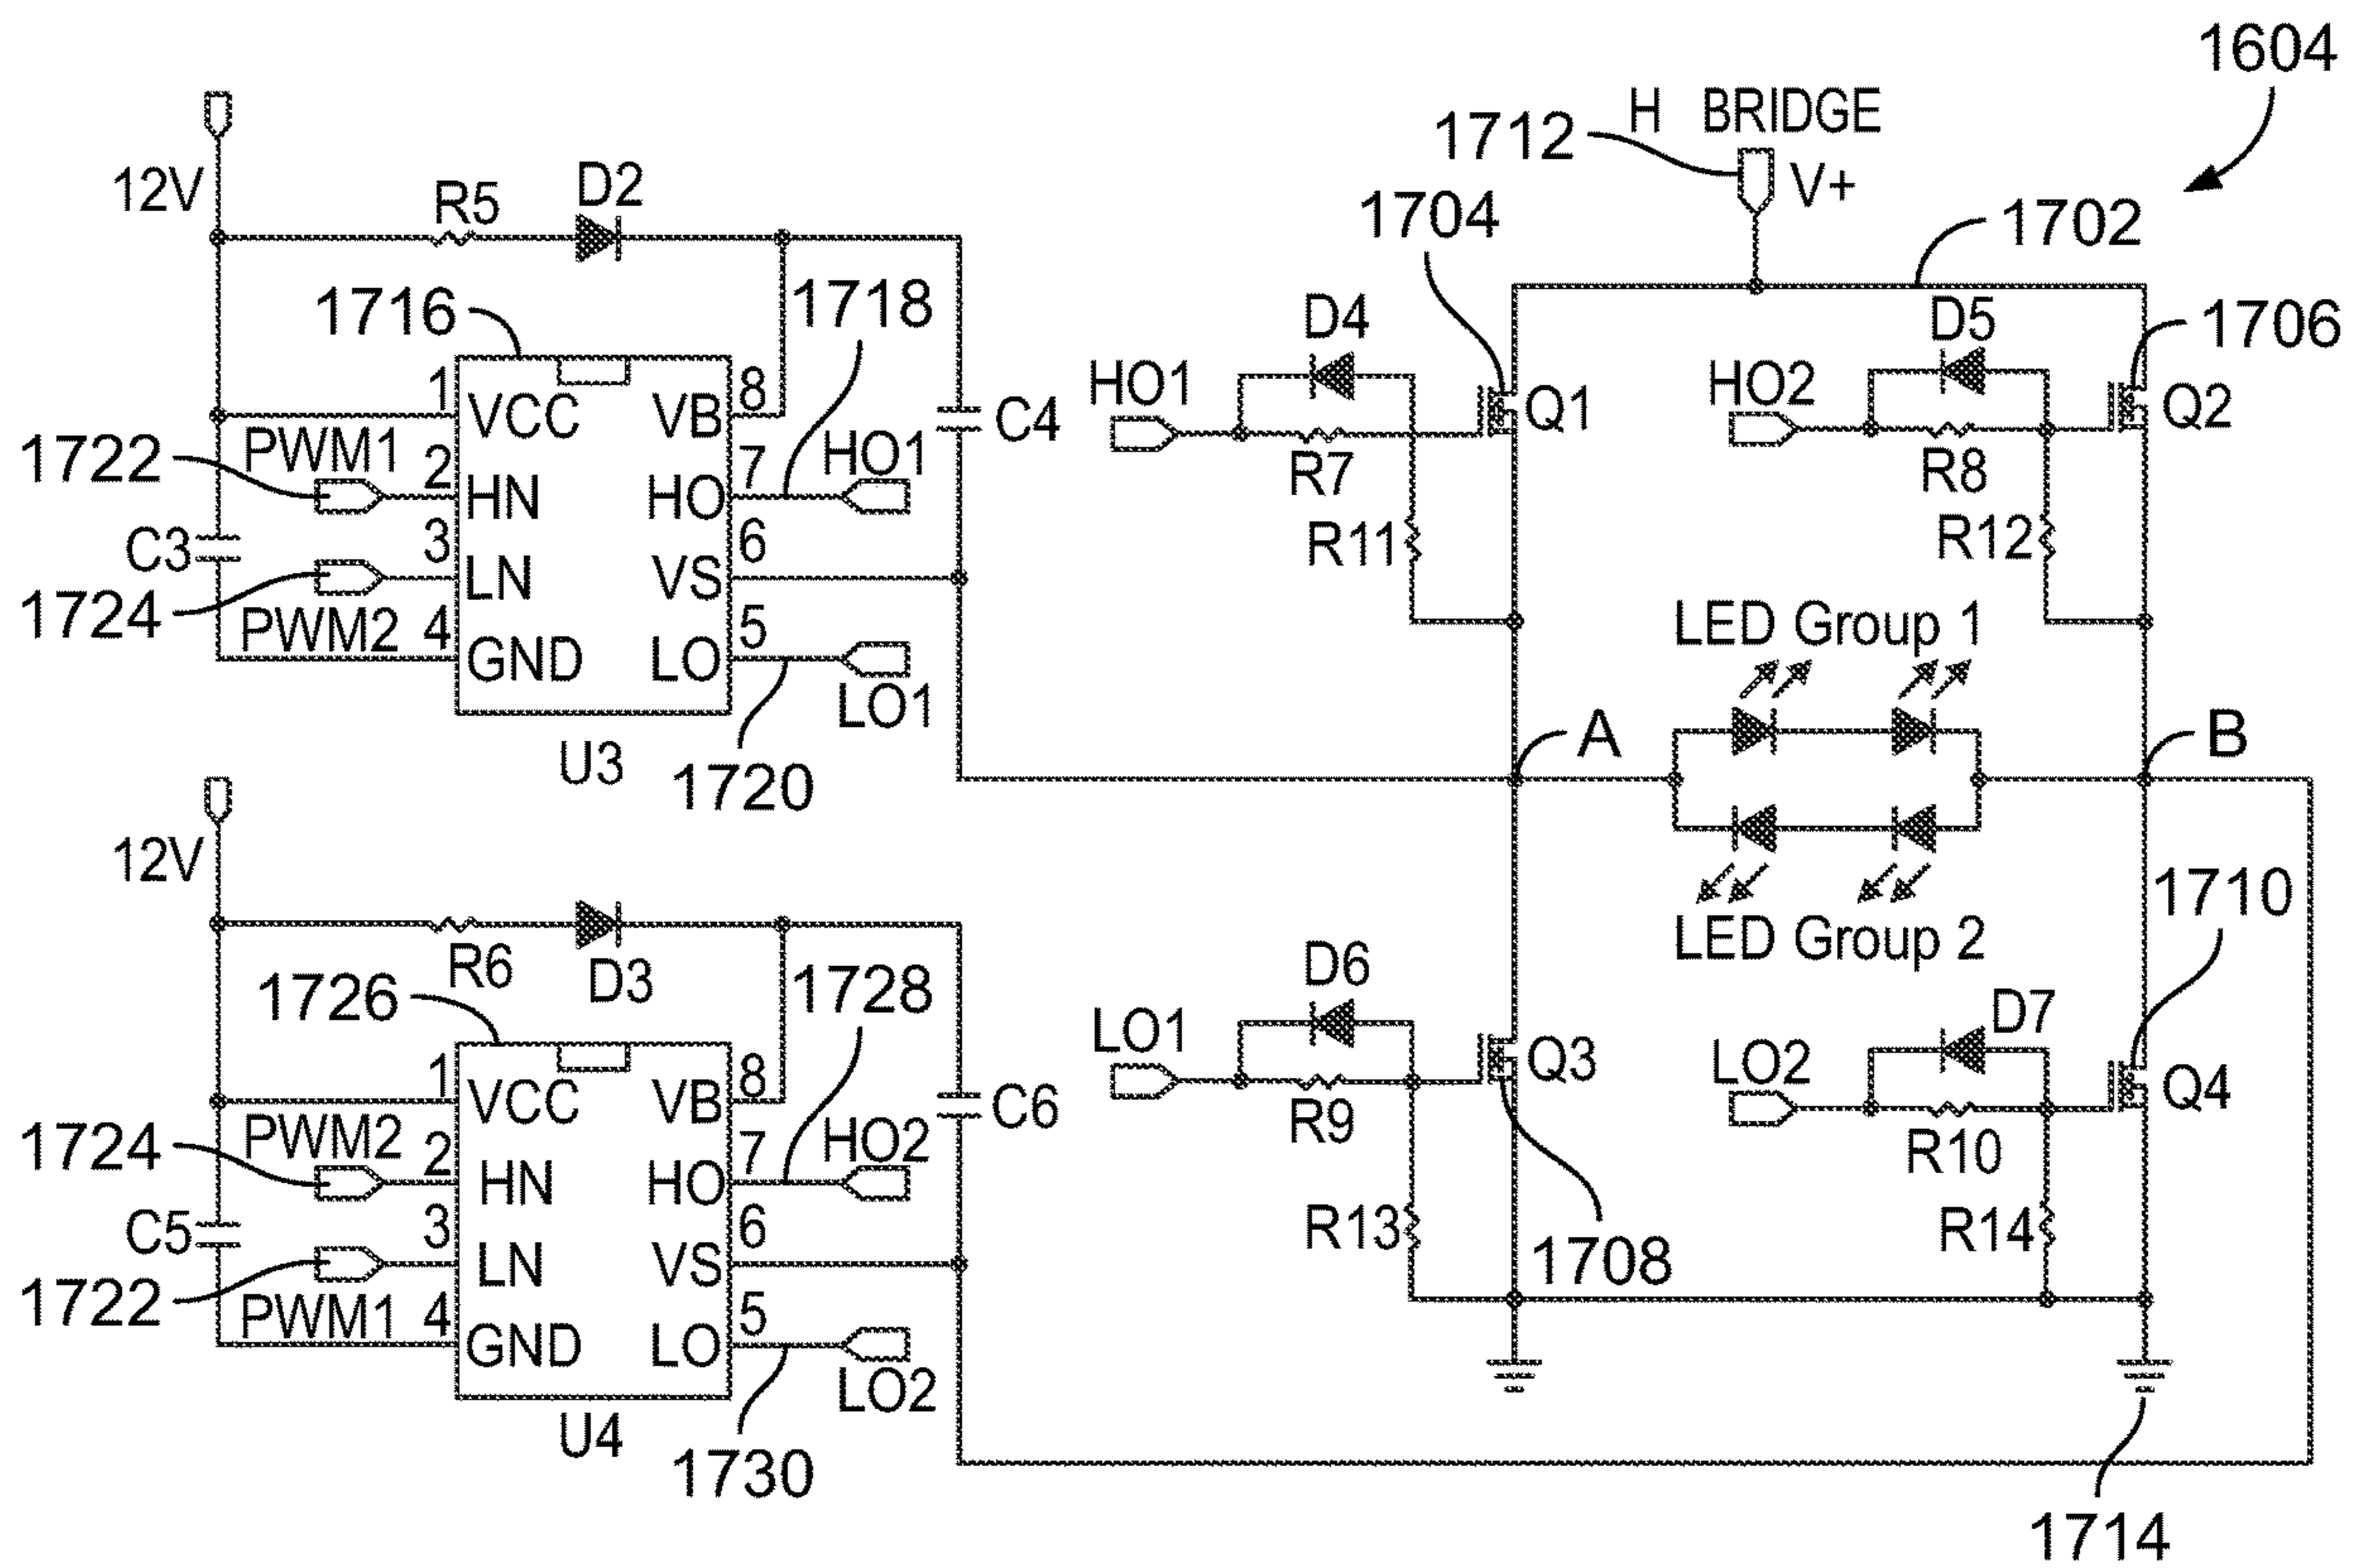 1604
H BRIDGE
1712
V+
12V
R5
D2
1704
1702
1716
1718
D4
D5
1706
1
VCC
VB
8
C4
HO1
Q1
HO2
Q2
1722
PWM1
2
HN
HO
7
HO1
R7
R8
C3
3
LN
VS
6
R11
R12
1724
PWM2
4
GND
LO
5
LO1
LED Group 1
U3
1720
A
B
12V
R6
D3
LED Group 2
1710
1726
1728
D6
D7
1
VCC
VB
8
C6
LO1
Q3
LO2
Q4
1724
PWM2
2
HN
HO
7
HO2
R9
R10
C5
3
LN
VS
6
R13
1708
R14
1722
PWM1
4
GND
LO
5
LO2
U4
1730
1714